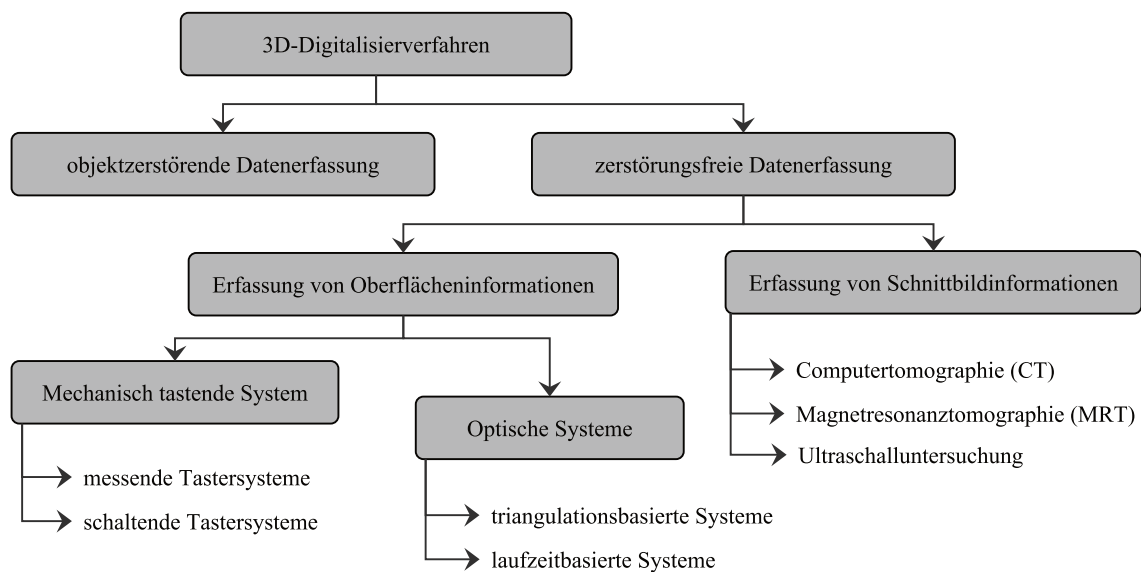 3D-Digitalisierverfahren
objektzerstörende Datenerfassung
zerstörungsfreie Datenerfassung
Erfassung von Oberflächeninformationen
Erfassung von Schnittbildinformationen
Mechanisch tastende System
Optische Systeme
messende Tastersysteme
schaltende Tastersysteme
triangulationsbasierte Systeme
laufzeitbasierte Systeme
Computertomographie (CT)
Magnetresonanztomographie (MRT)
Ultraschalluntersuchung